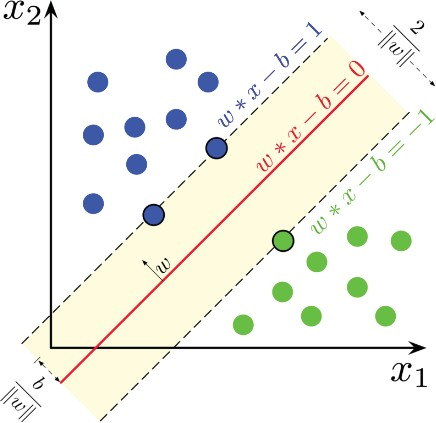 x₂
w * x − b = 1
2
‖w‖
w * x − b = 0
w * x − b = −1
w
b
‖w‖
x₁